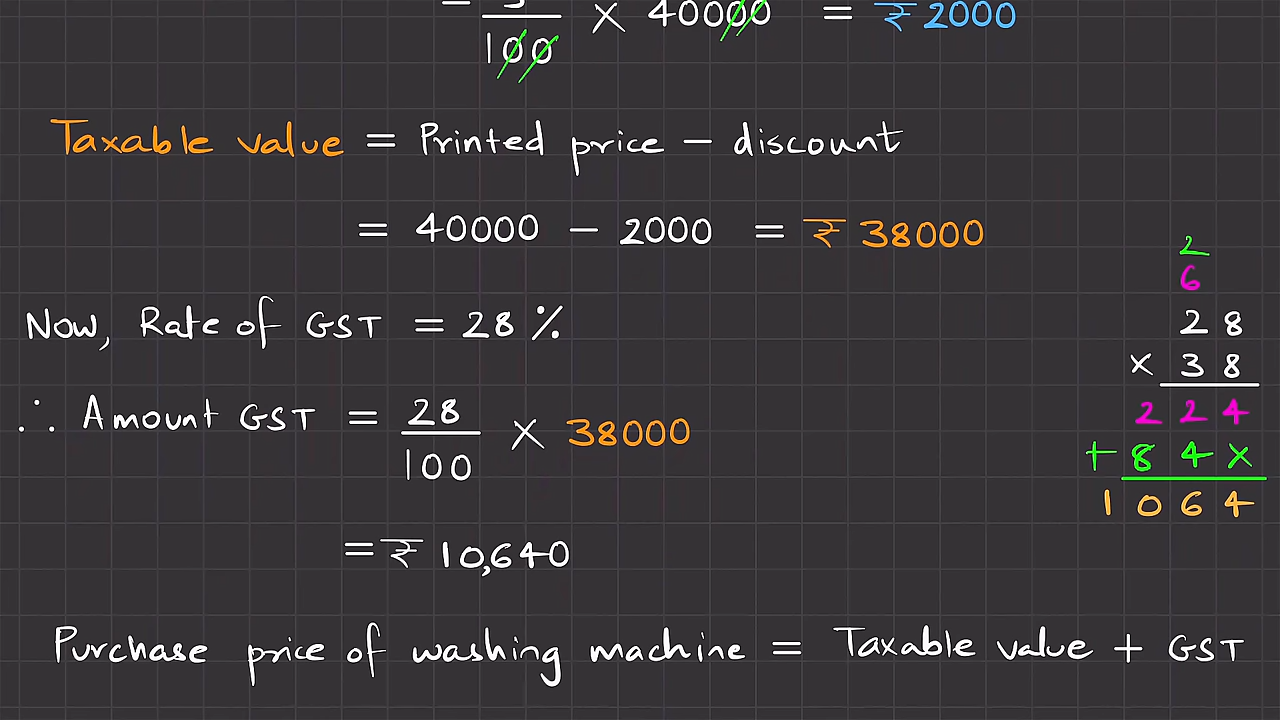 = 5/100 × 40000 = ₹ 2000
Taxable value = Printed price − discount
= 40000 − 2000 = ₹ 38000
Now, Rate of GST = 28 %
∴ Amount GST = 28/100 × 38000
= ₹ 10,640
Purchase price of washing machine = Taxable value + GST
2
6
28
× 38
224
+ 84×
1064